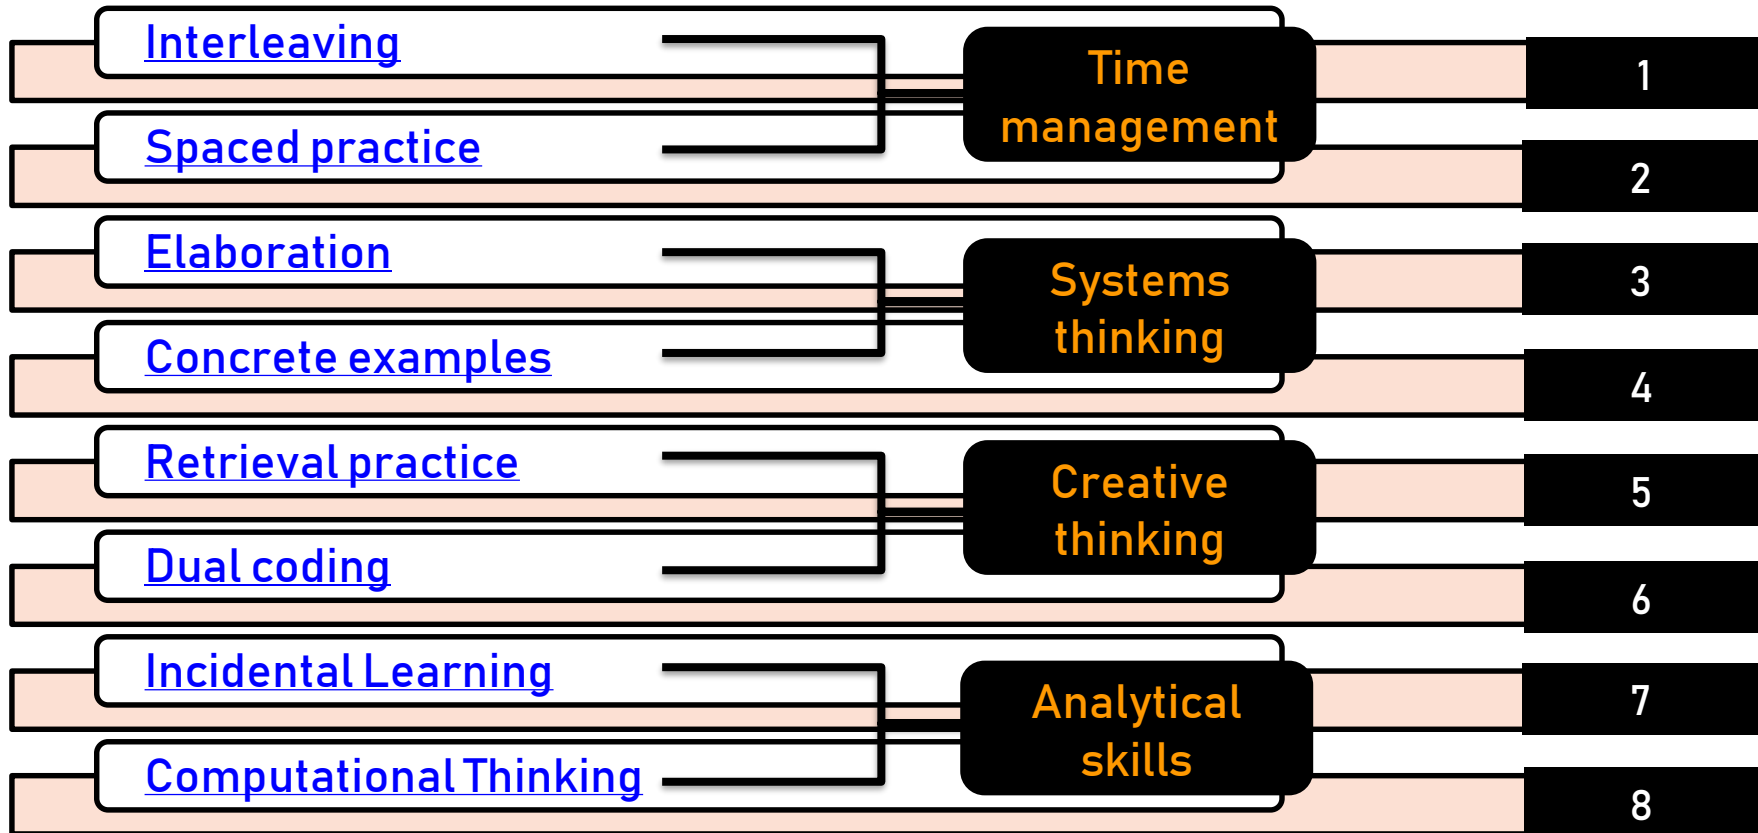 Interleaving
Time
management
1
Spaced practice
2
Elaboration
Systems
thinking
3
Concrete examples
4
Retrieval practice
Creative
thinking
5
Dual coding
6
Incidental Learning
Analytical
skills
7
Computational Thinking
8